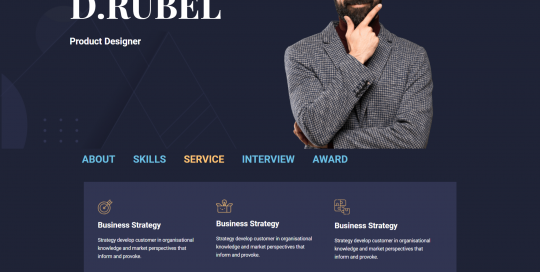 D.RUBEL
Product Designer
ABOUT SKILLS SERVICE INTERVIEW AWARD
Business Strategy
Strategy develop customer in organisational
knowledge and market perspectives that
inform and provoke.
Business Strategy
Strategy develop customer in organisational
knowledge and market perspectives that
inform and provoke.
Business Strategy
Strategy develop customer in organisational
knowledge and market perspectives that
inform and provoke.